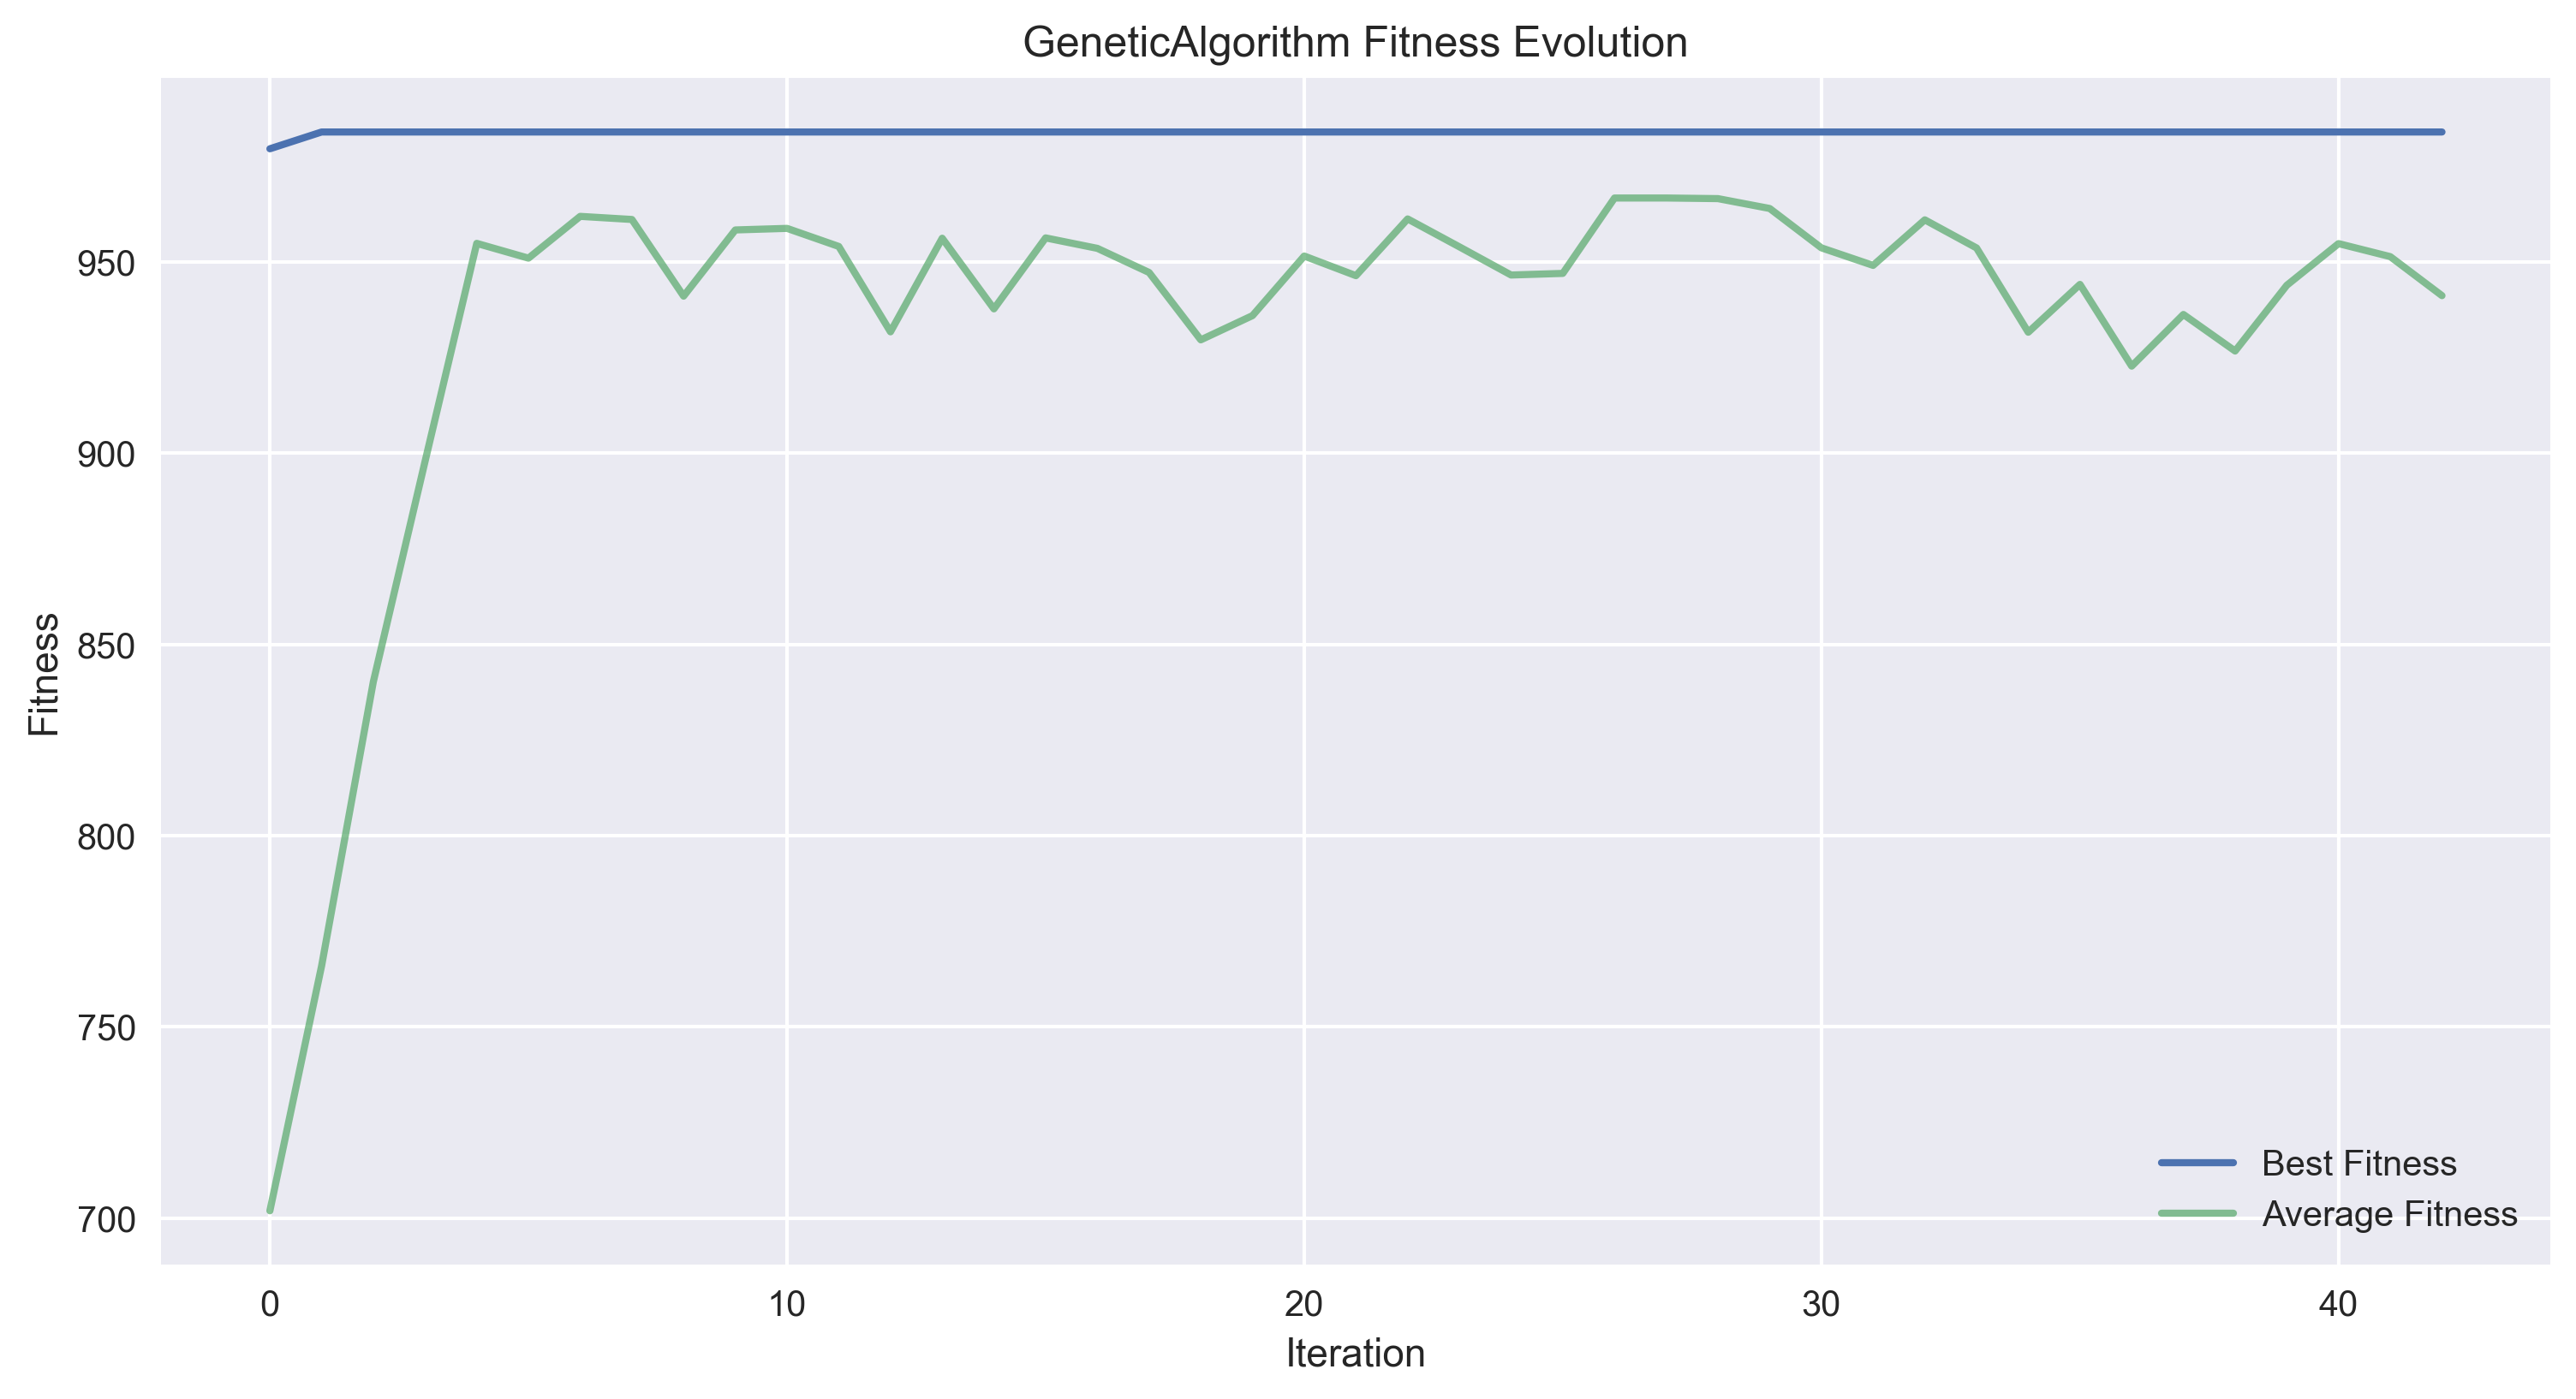 GeneticAlgorithm Fitness Evolution
950
900
850
800
750
700
Fitness
Best Fitness
Average Fitness
0 10 20 30 40
Iteration